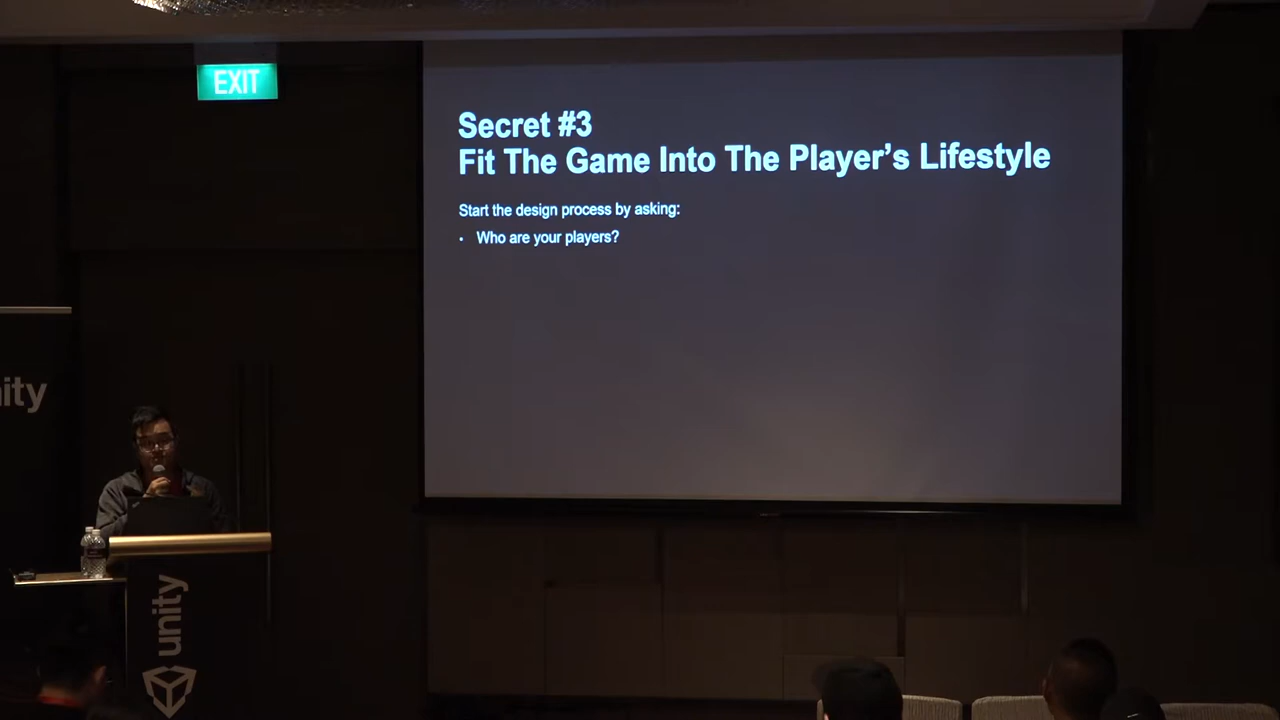 EXIT
Secret #3
Fit The Game Into The Player's Lifestyle
Start the design process by asking:
• Who are your players?
nity
unity